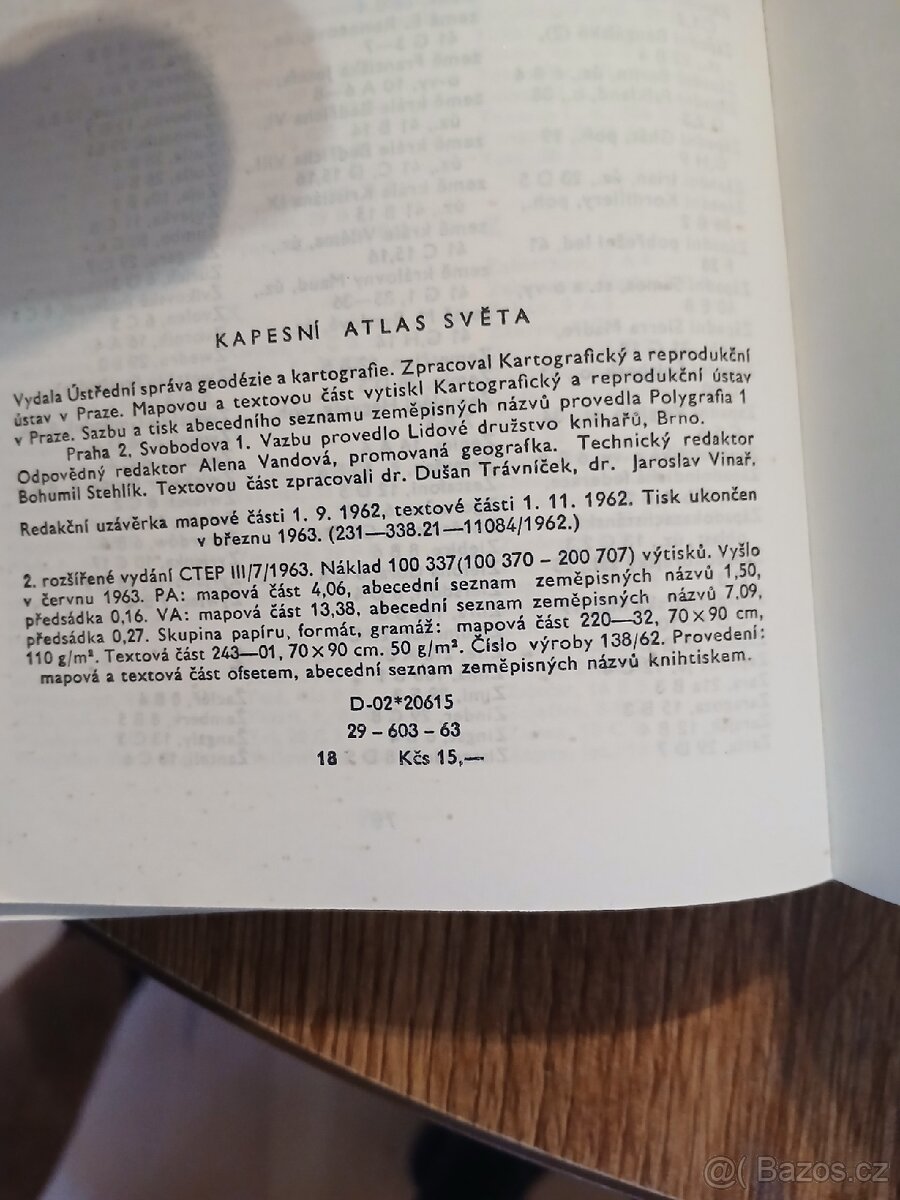 KAPESNÍ ATLAS SVĚTA
Vydala Ústřední správa geodézie a kartografie. Zpracoval Kartografický a reprodukční
ústav v Praze. Mapovou a textovou část vytiskl Kartografický a reprodukční ústav
v Praze. Sazbu a tisk abecedního seznamu zeměpisných názvů provedla Polygrafia 1
Praha 2, Svobodova 1. Vazbu provedlo Lidové družstvo knihařů, Brno.
Odpovědný redaktor Alena Vandová, promovaná geografka. Technický redaktor
Bohumil Stehlík. Textovou část zpracovali dr. Dušan Trávníček, dr. Jaroslav Vinař.
Redakční uzávěrka mapové části 1. 9. 1962, textové části 1. 11. 1962. Tisk ukončen
v březnu 1963. (231—338.21—11084/1962.)
2. rozšířené vydání CTEP III/7/1963. Náklad 100 337(100 370 – 200 707) výtisků. Vyšlo
v červnu 1963. PA: mapová část 4,06, abecední seznam zeměpisných názvů 1,50,
předsádka 0,16. VA: mapová část 13,38, abecední seznam zeměpisných názvů 7,09,
předsádka 0,27. Skupina papíru, formát, gramáž: mapová část 220—32, 70×90 cm,
110 g/m². Textová část 243—01, 70×90 cm. 50 g/m². Číslo výroby 138/62. Provedení:
mapová a textová část ofsetem, abecední seznam zeměpisných názvů knihtiskem.
D-02*20615
29 – 603 – 63
18 Kčs 15,—
@( Bazos.cz